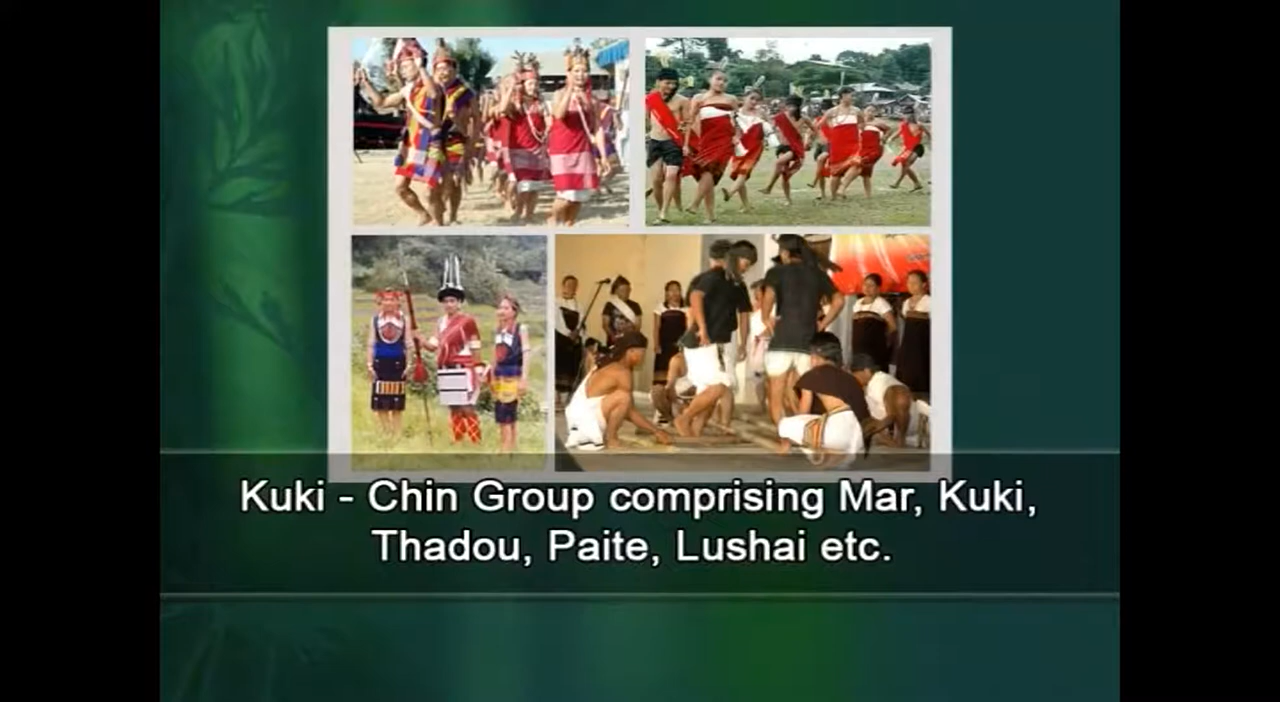 Kuki - Chin Group comprising Mar, Kuki,
Thadou, Paite, Lushai etc.